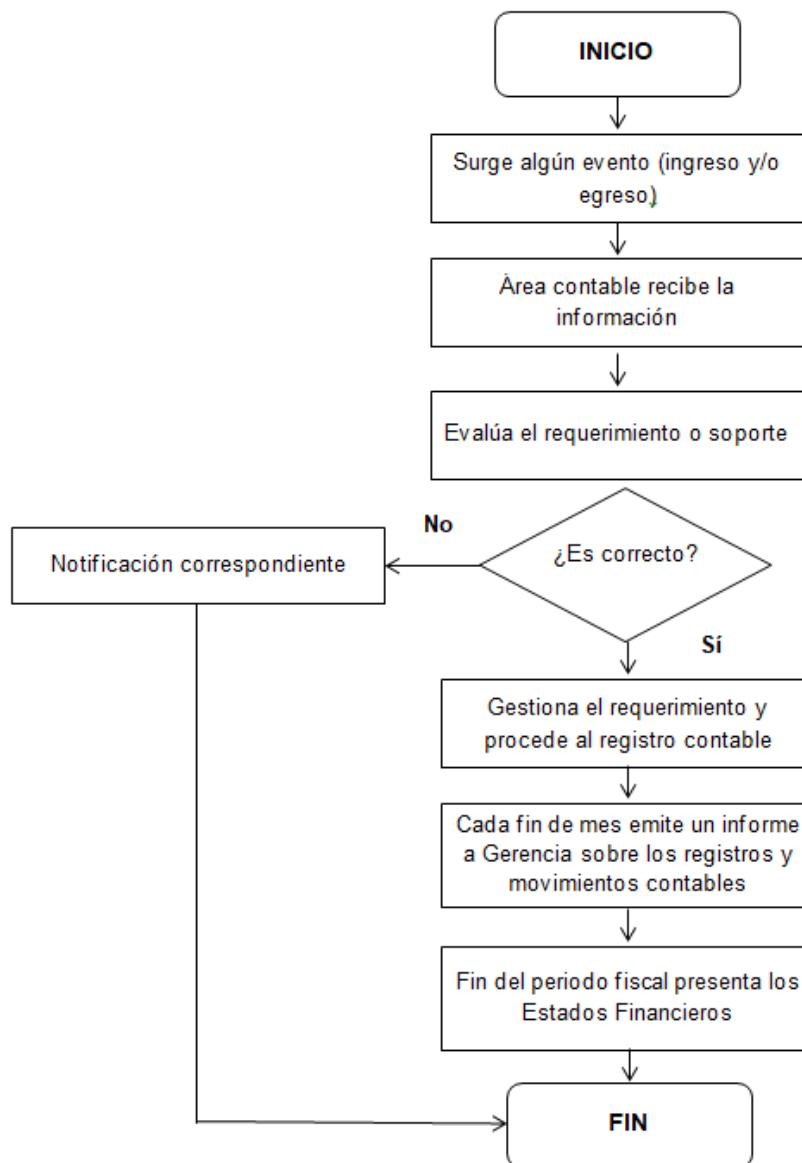 INICIO
Surge algún evento (ingreso y/o
egreso)
Área contable recibe la
información
Evalúa el requerimiento o soporte
No
¿Es correcto?
Notificación correspondiente
Sí
Gestiona el requerimiento y
procede al registro contable
Cada fin de mes emite un informe
a Gerencia sobre los registros y
movimientos contables
Fin del periodo fiscal presenta los
Estados Financieros
FIN